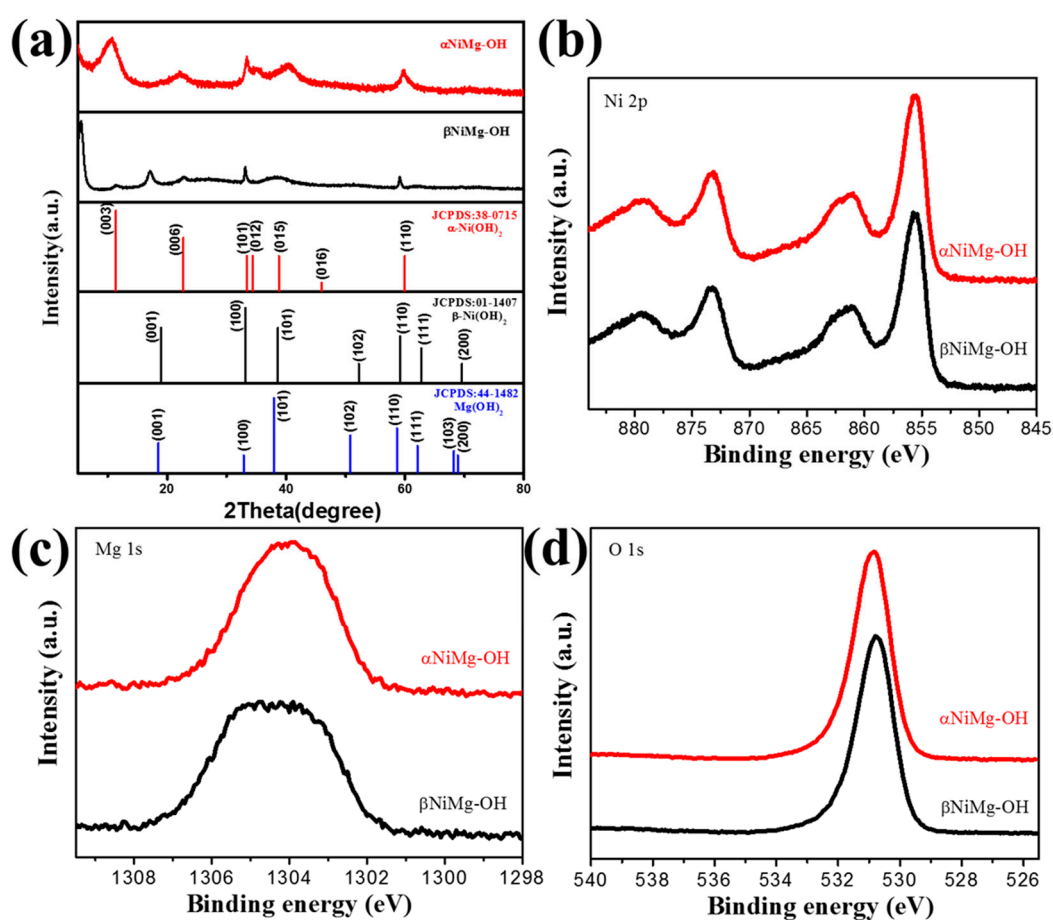 (a)
αNiMg-OH
βNiMg-OH
JCPDS:38-0715
α-Ni(OH)2
(003)
(006)
(101)
(012)
(015)
(016)
(110)
JCPDS:01-1407
β-Ni(OH)2
(001)
(100)
(101)
(102)
(110)
(111)
(200)
JCPDS:44-1482
Mg(OH)2
(001)
(100)
(101)
(102)
(110)
(111)
(103)
(200)
Intensity(a.u.)
20 40 60 80
2Theta(degree)
(b)
Ni 2p
αNiMg-OH
βNiMg-OH
Intensity (a.u.)
880 875 870 865 860 855 850 845
Binding energy (eV)
(c)
Mg 1s
αNiMg-OH
βNiMg-OH
Intensity (a.u.)
1308 1306 1304 1302 1300 1298
Binding energy (eV)
(d)
O 1s
αNiMg-OH
βNiMg-OH
Intensity (a.u.)
540 538 536 534 532 530 528 526
Binding energy (eV)